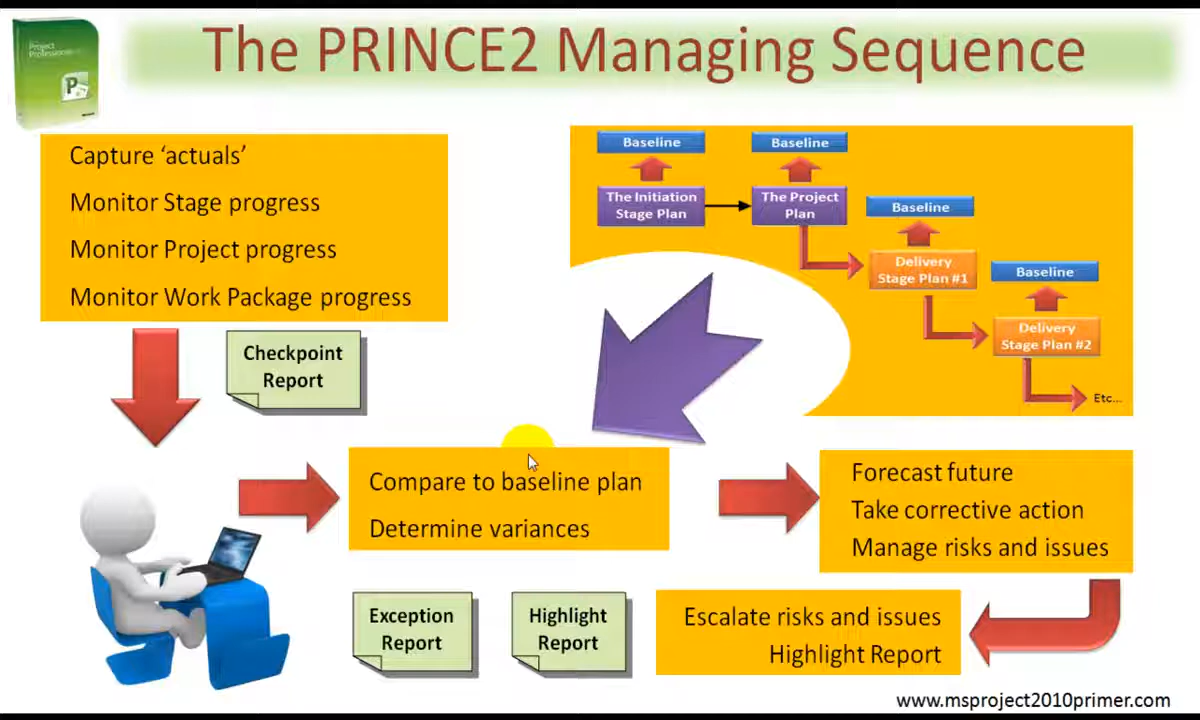 Project
Professional
The PRINCE2 Managing Sequence
Capture ‘actuals’
Monitor Stage progress
Monitor Project progress
Monitor Work Package progress
Checkpoint
Report
Baseline
Baseline
The Initiation
Stage Plan
The Project
Plan
Baseline
Delivery
Stage Plan #1
Baseline
Delivery
Stage Plan #2
Etc...
Compare to baseline plan
Determine variances
Forecast future
Take corrective action
Manage risks and issues
Exception
Report
Highlight
Report
Escalate risks and issues
Highlight Report
www.msproject2010primer.com